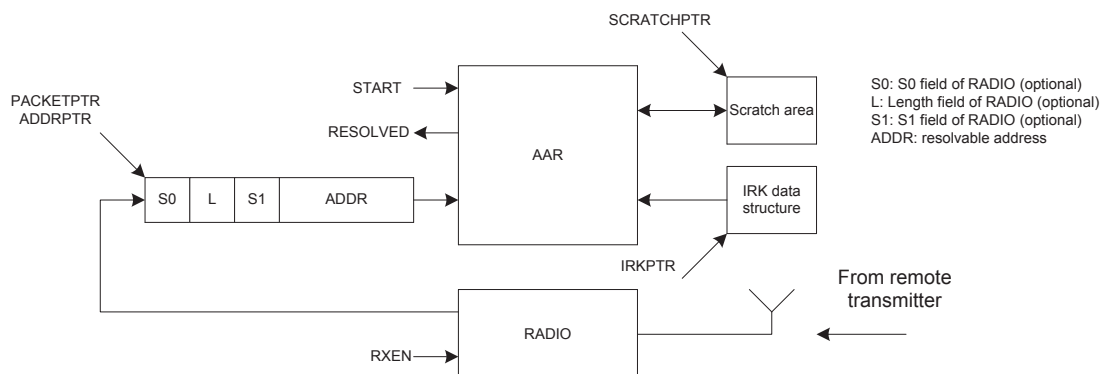 SCRATCHPTR
START
PACKETPTR
ADDRPTR
RESOLVED
AAR
Scratch area
S0: S0 field of RADIO (optional)
L: Length field of RADIO (optional)
S1: S1 field of RADIO (optional)
ADDR: resolvable address
S0
L
S1
ADDR
IRK data
structure
IRKPTR
From remote
transmitter
RADIO
RXEN